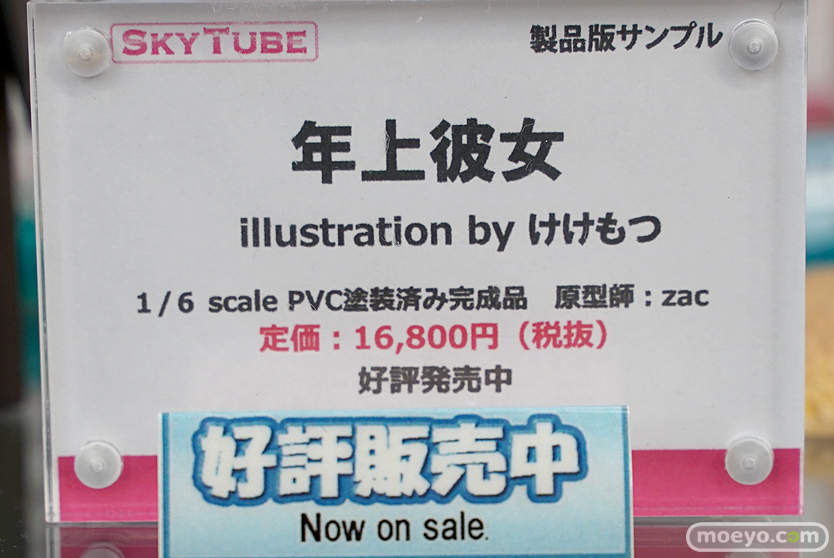 SKYTUBE
製品版サンプル
年上彼女
illustration by けけもつ
1/6 scale PVC塗装済み完成品　原型師：zac
定価：16,800円（税抜）
好評発売中
好評販売中
Now on sale.
moeyo.com